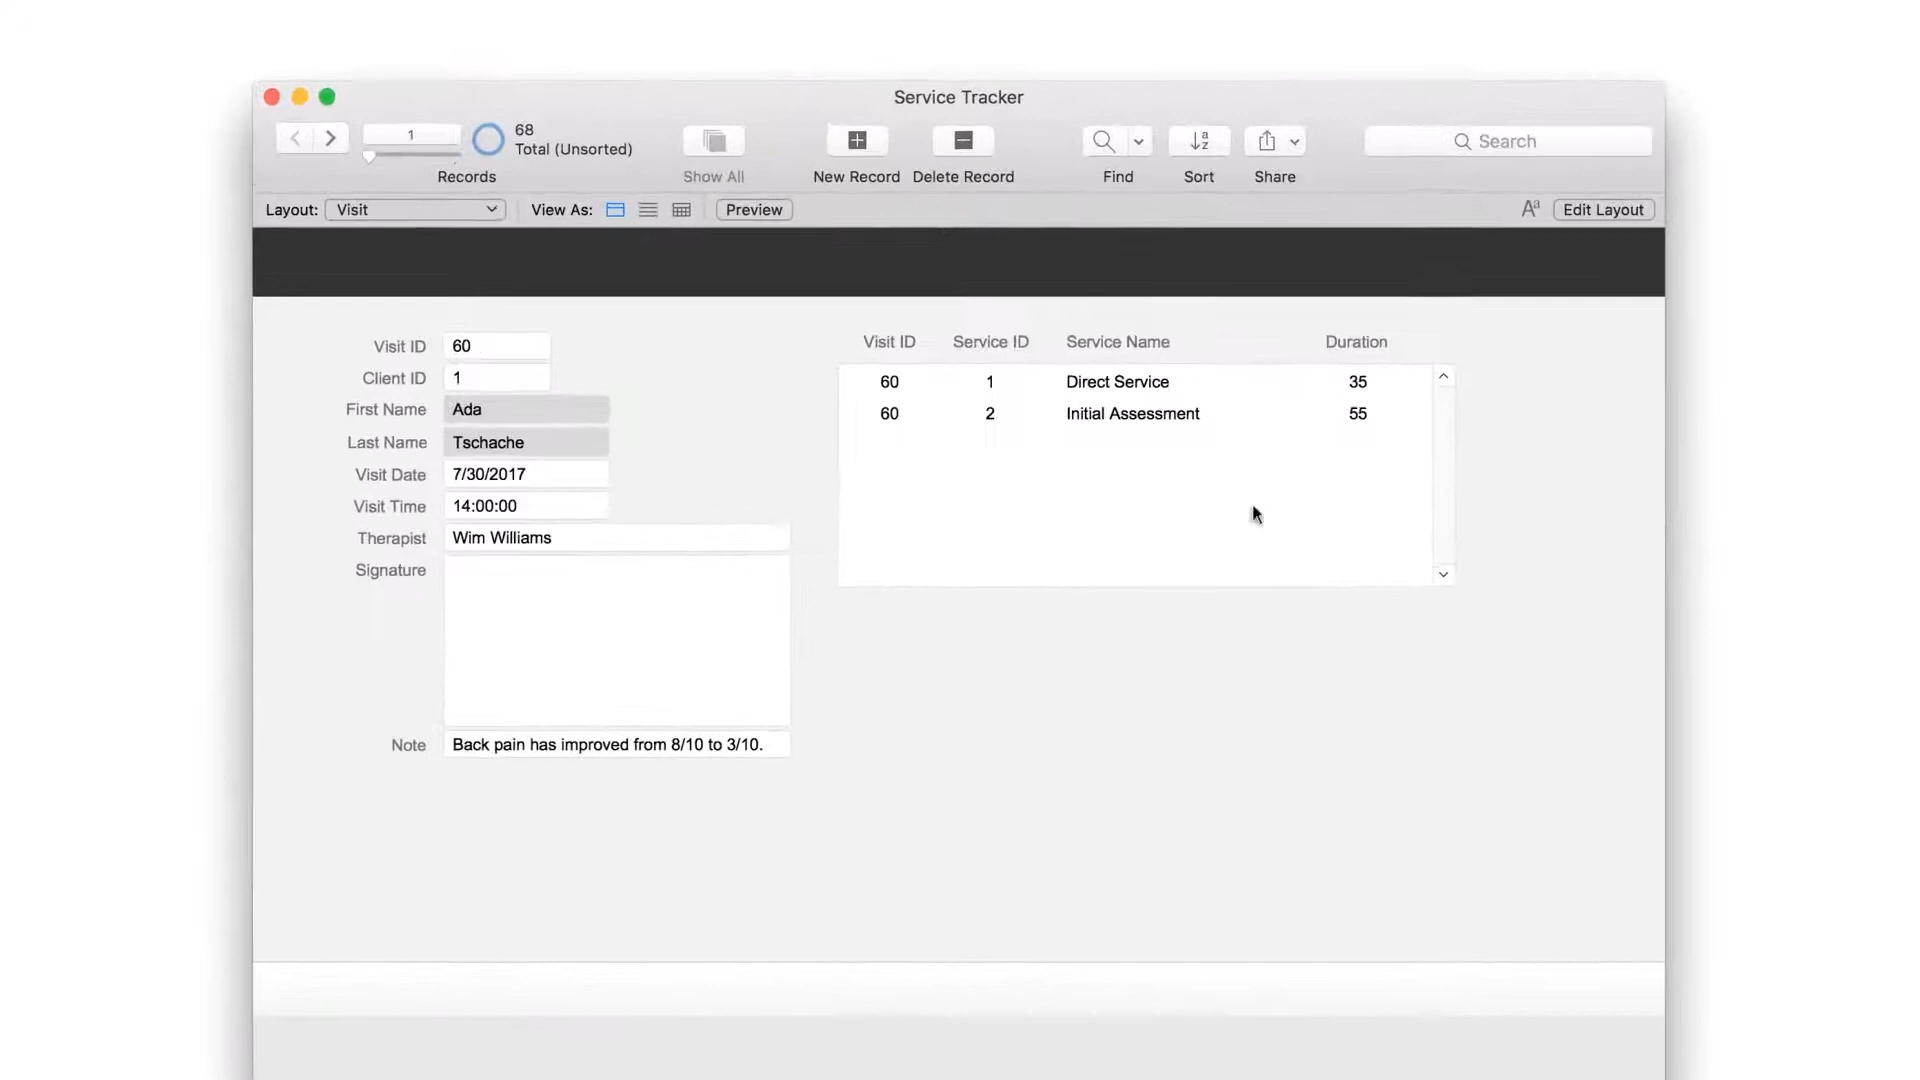 Service Tracker
1
68
Total (Unsorted)
Records
Show All
New Record
Delete Record
Find
Sort
Share
Search
Layout: Visit
View As:
Preview
Aª
Edit Layout
Visit ID 60
Client ID 1
First Name Ada
Last Name Tschache
Visit Date 7/30/2017
Visit Time 14:00:00
Therapist Wim Williams
Signature
Note Back pain has improved from 8/10 to 3/10.
Visit ID Service ID Service Name Duration
60 1 Direct Service 35
60 2 Initial Assessment 55